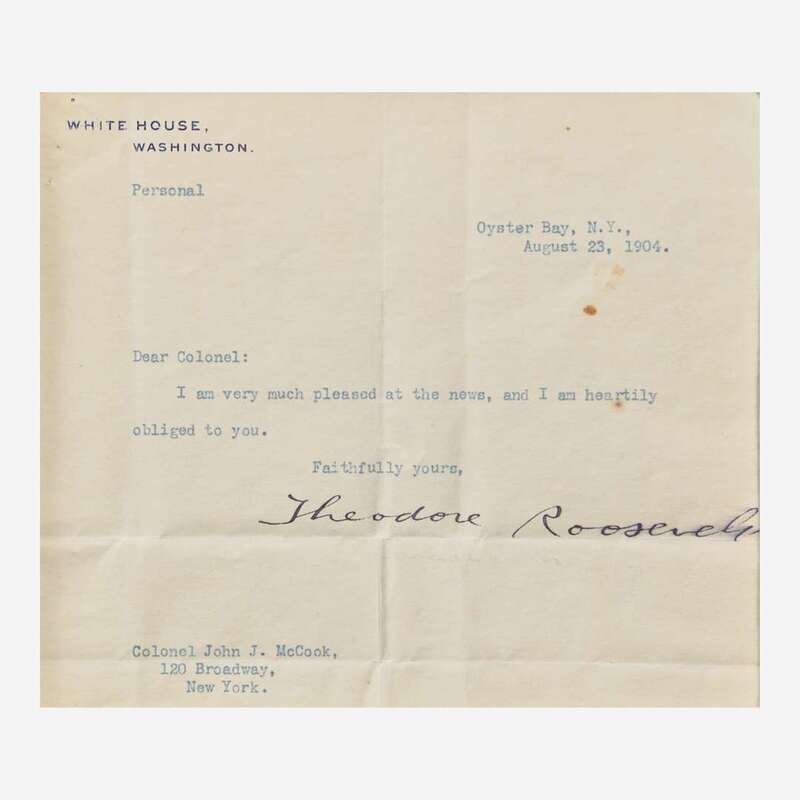 WHITE HOUSE,
WASHINGTON.
Personal
Oyster Bay, N.Y.,
August 23, 1904.
Dear Colonel:
I am very much pleased at the news, and I am heartily
obliged to you.
Faithfully yours,
Theodore Roosevelt
Colonel John J. McCook,
120 Broadway,
New York.